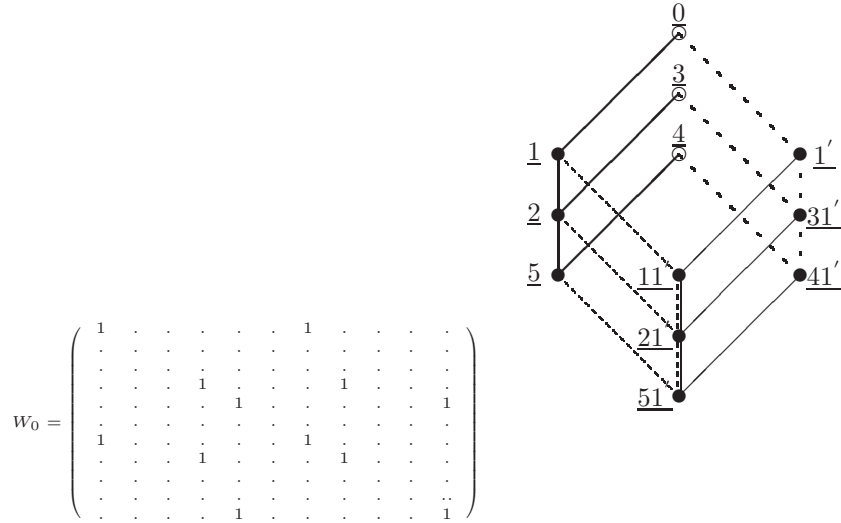 0
3
4
1 1′
2 31′
5 11 41′
21
1 . . . . . 1 . . . .
. . . . . . . . . . .
. . . . . . . . . . .
51
. . . 1 . . . 1 . . .
. . . . 1 . . . . . 1
W₀ = . . . . . . . . . . .
1 . . . . . 1 . . . .
. . . 1 . . . 1 . . .
. . . . . . . . . . .
. . . . . . . . . . ..
. . . . 1 . . . . . 1